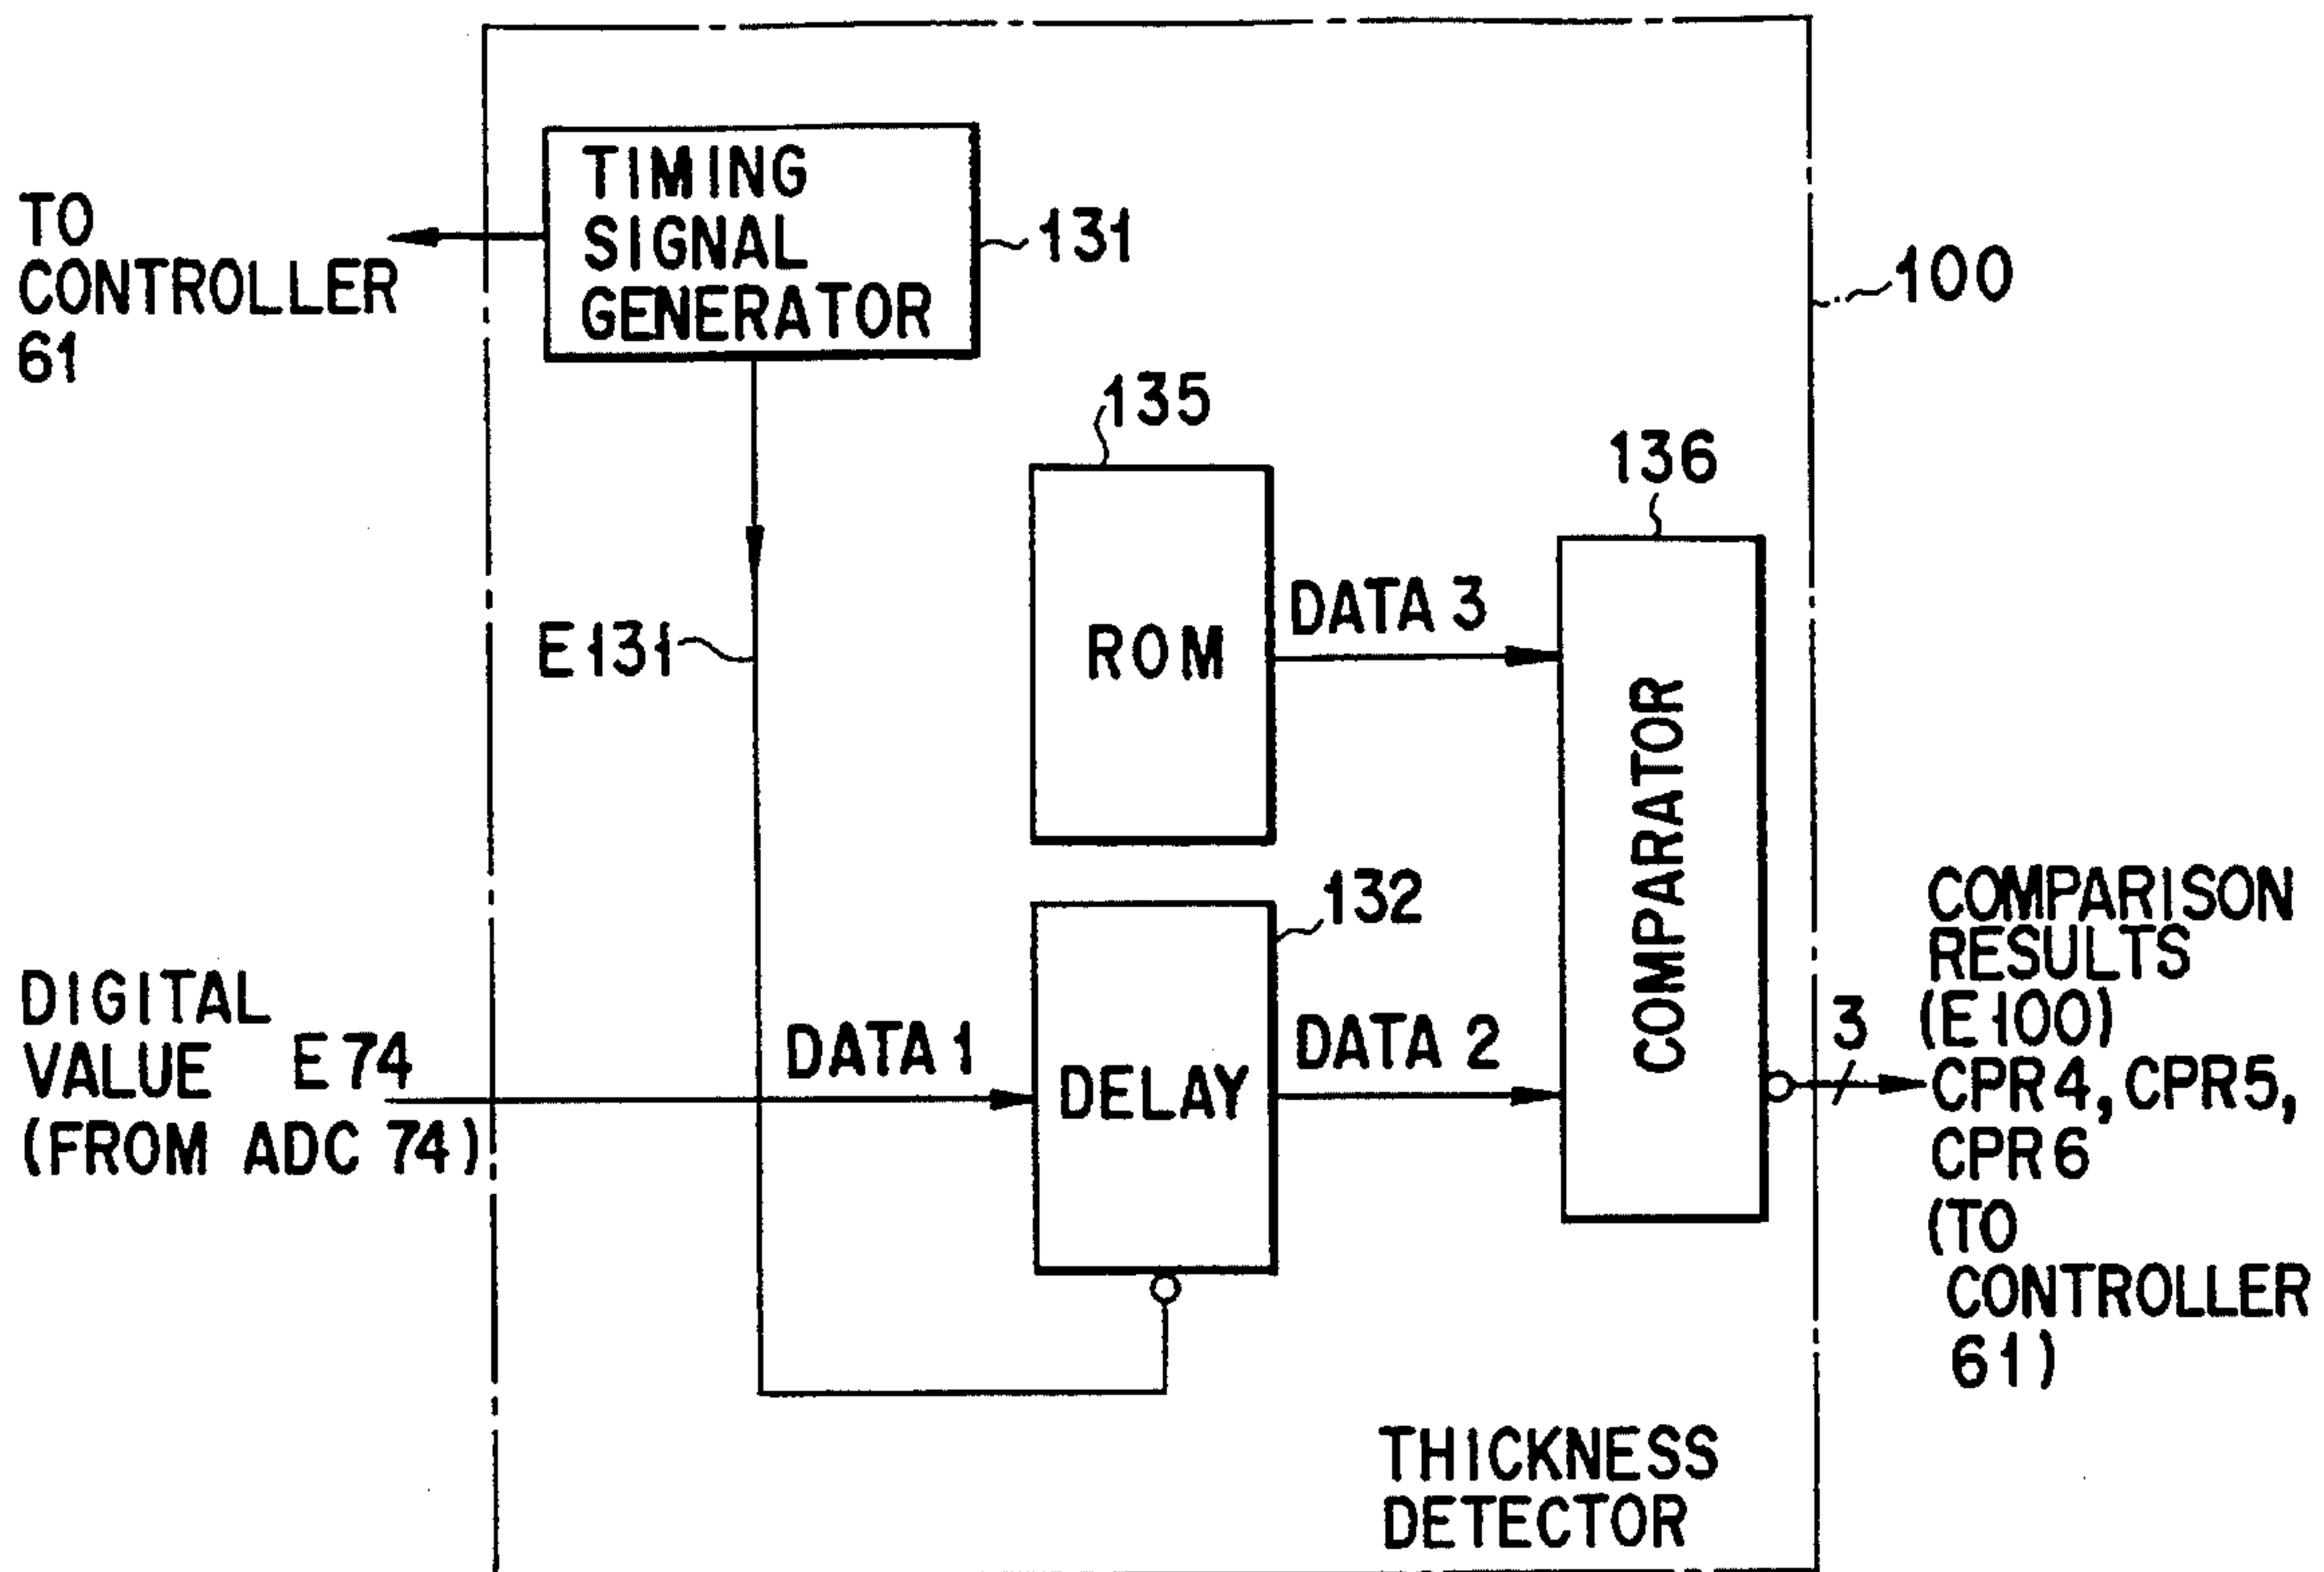 TIMING
SIGNAL
GENERATOR
131
TO
CONTROLLER
61
100
135
136
E131
ROM
DATA 3
COMPARATOR
132
DIGITAL
VALUE E74
(FROM ADC 74)
DATA 1
DELAY
DATA 2
3
COMPARISON
RESULTS
(E100)
CPR4, CPR5,
CPR6
(TO
CONTROLLER
61)
THICKNESS
DETECTOR